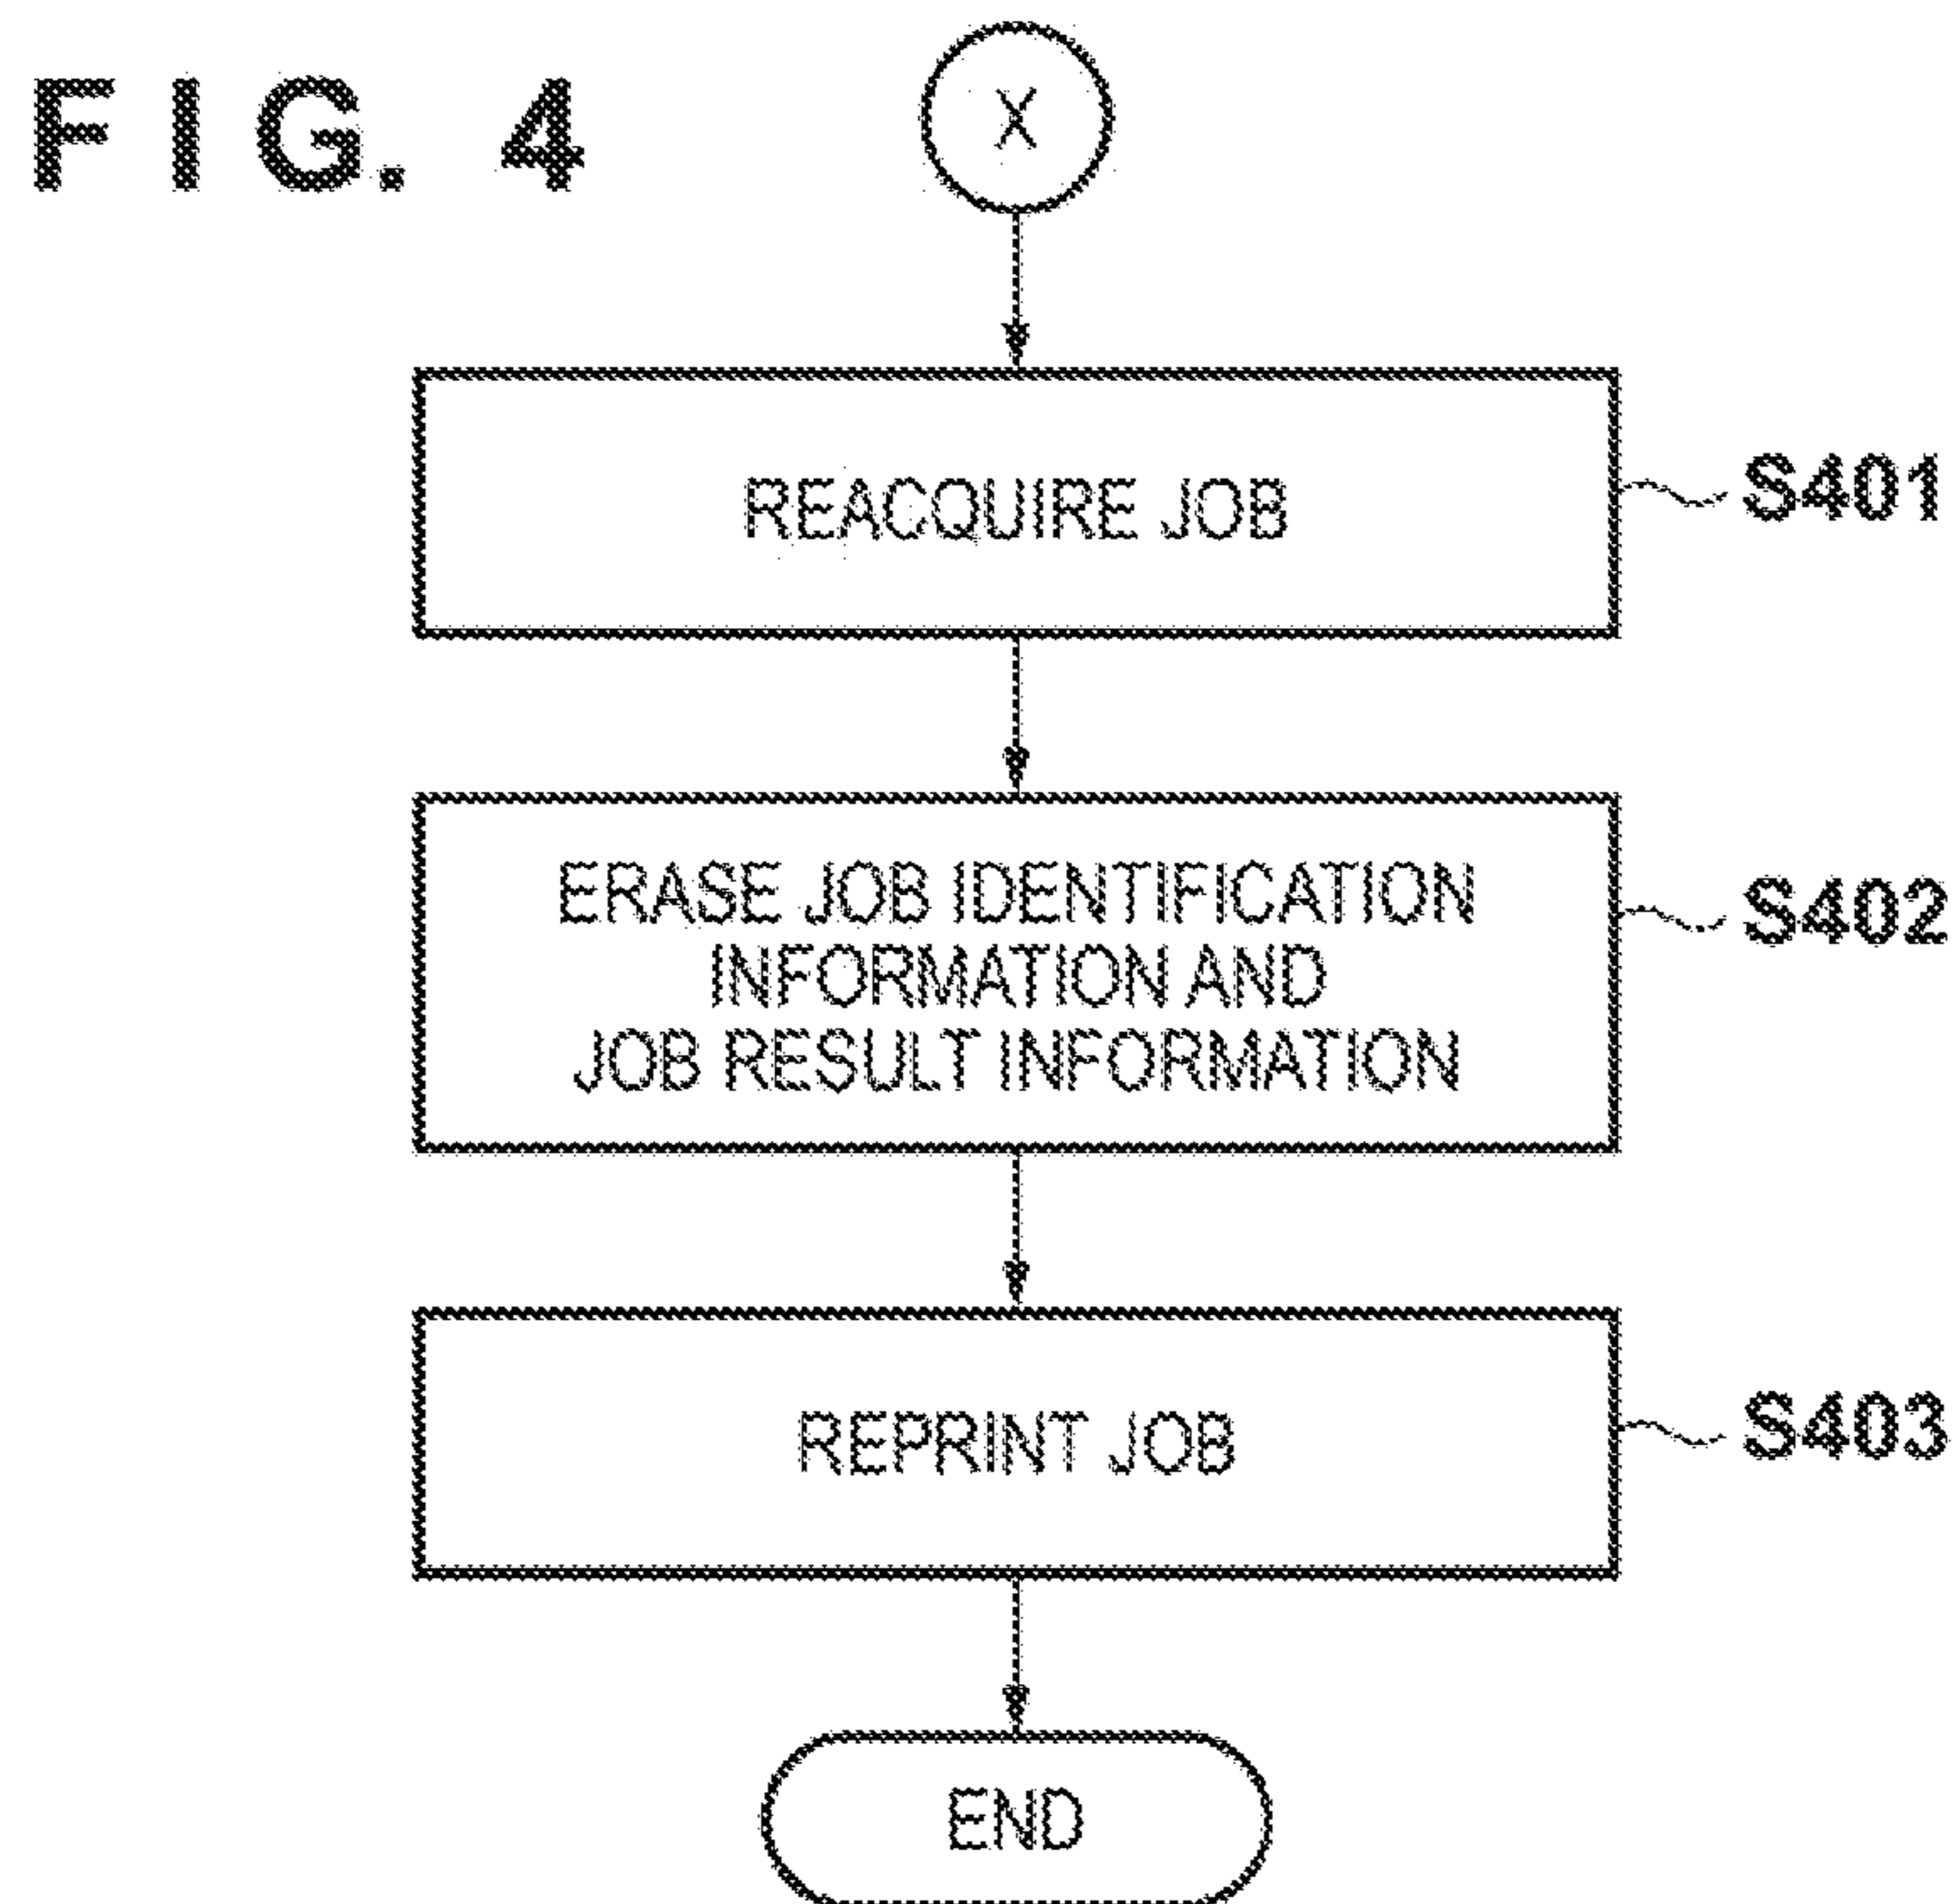 FIG. 4
X
REACQUIRE JOB
S401
ERASE JOB IDENTIFICATION
INFORMATION AND
JOB RESULT INFORMATION
S402
REPRINT JOB
S403
END